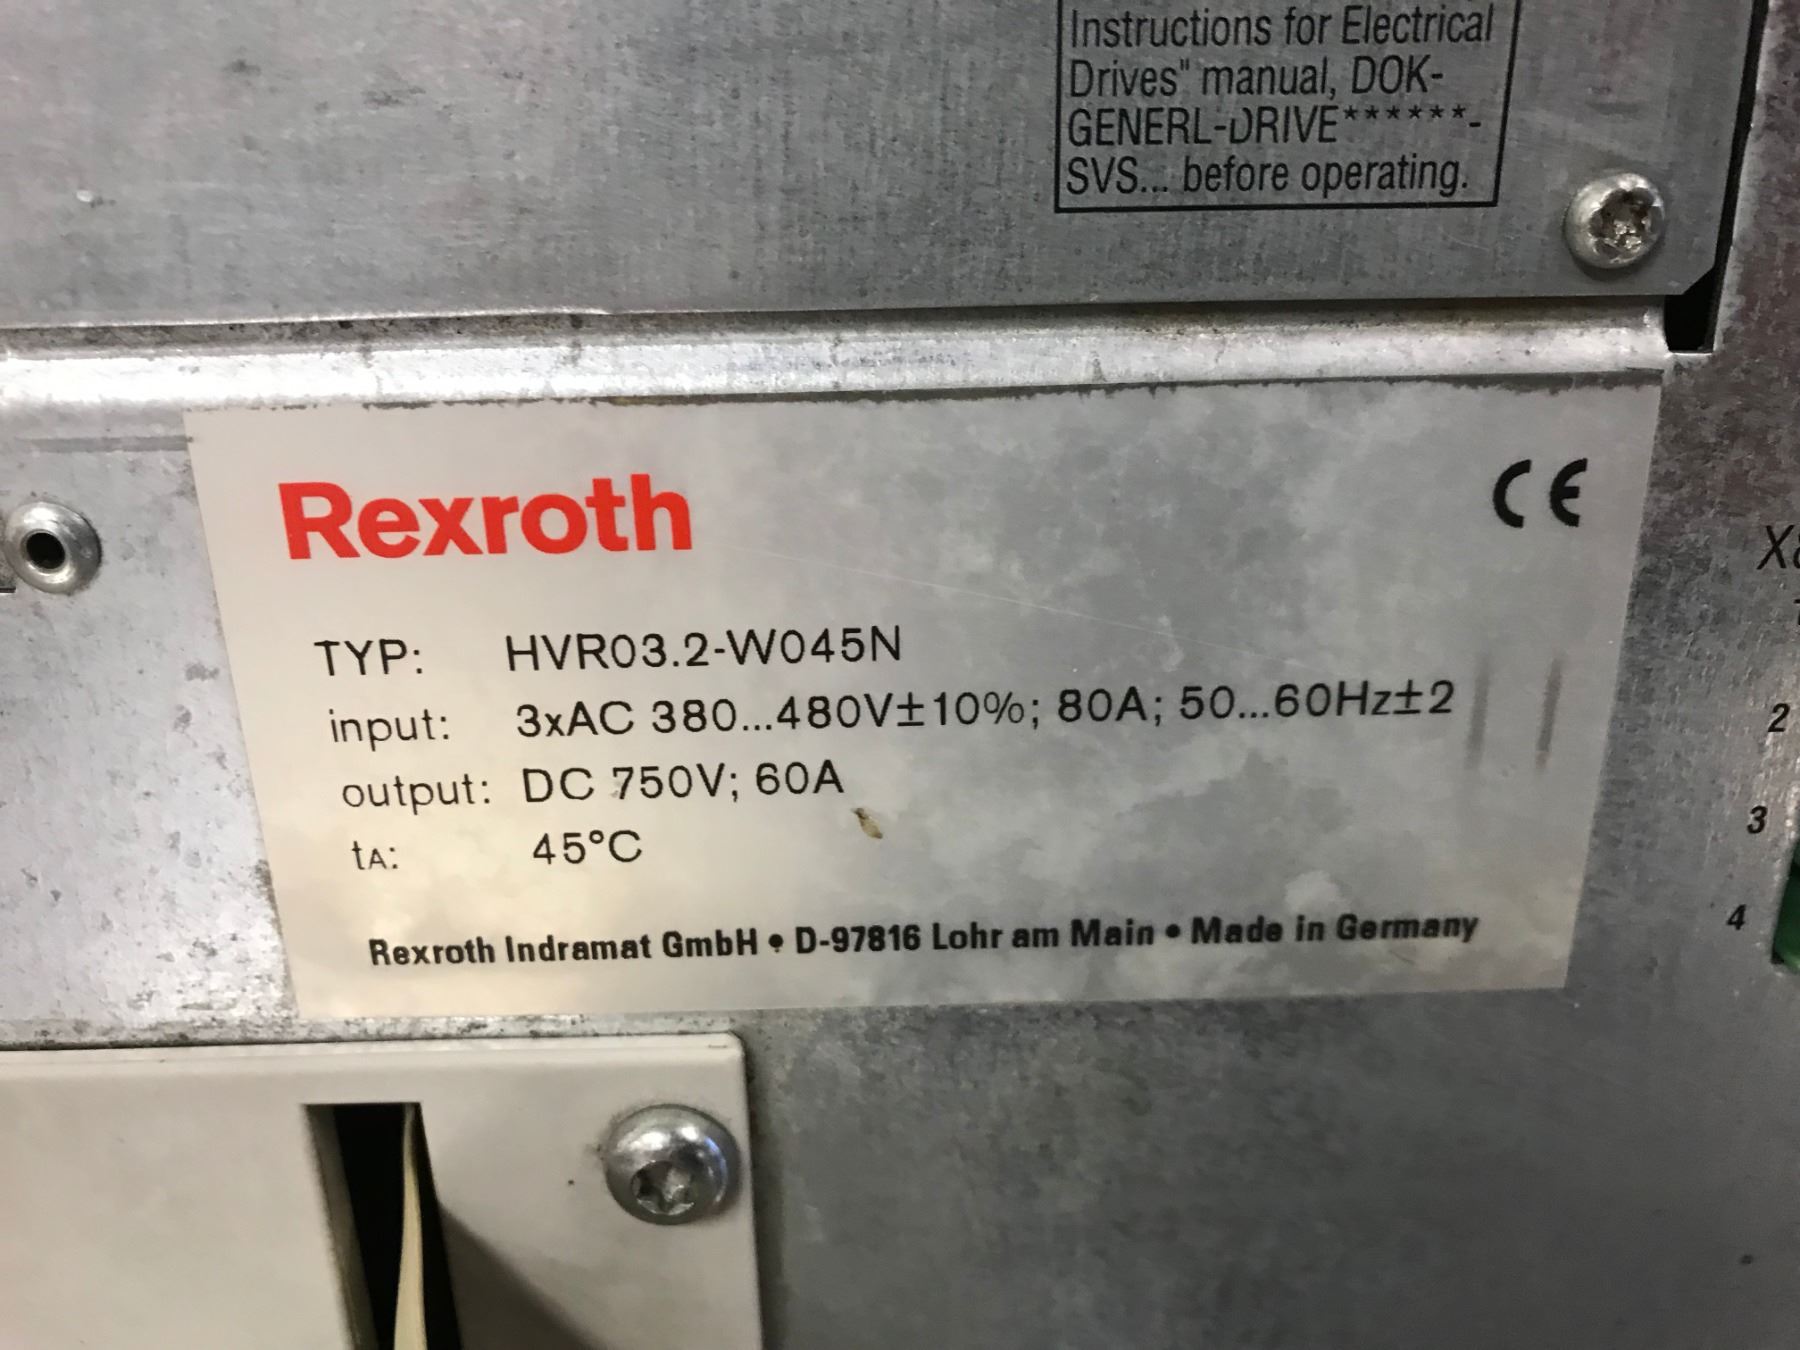 Instructions for Electrical
Drives" manual, DOK-
GENERL-DRIVE******-
SVS... before operating.
Rexroth
CE
TYP: HVR03.2-W045N
input: 3xAC 380...480V±10%; 80A; 50...60Hz±2
output: DC 750V; 60A
tA: 45°C
Rexroth Indramat GmbH • D-97816 Lohr am Main • Made in Germany
2
3
4